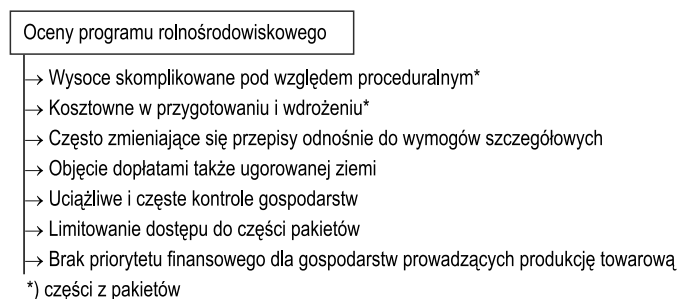 Oceny programu rolnośrodowiskowego
→ Wysoce skomplikowane pod względem proceduralnym*
→ Kosztowne w przygotowaniu i wdrożeniu*
→ Często zmieniające się przepisy odnośnie do wymogów szczegółowych
→ Objęcie dopłatami także ugorowanej ziemi
→ Uciążliwe i częste kontrole gospodarstw
→ Limitowanie dostępu do części pakietów
→ Brak priorytetu finansowego dla gospodarstw prowadzących produkcję towarową
*) części z pakietów